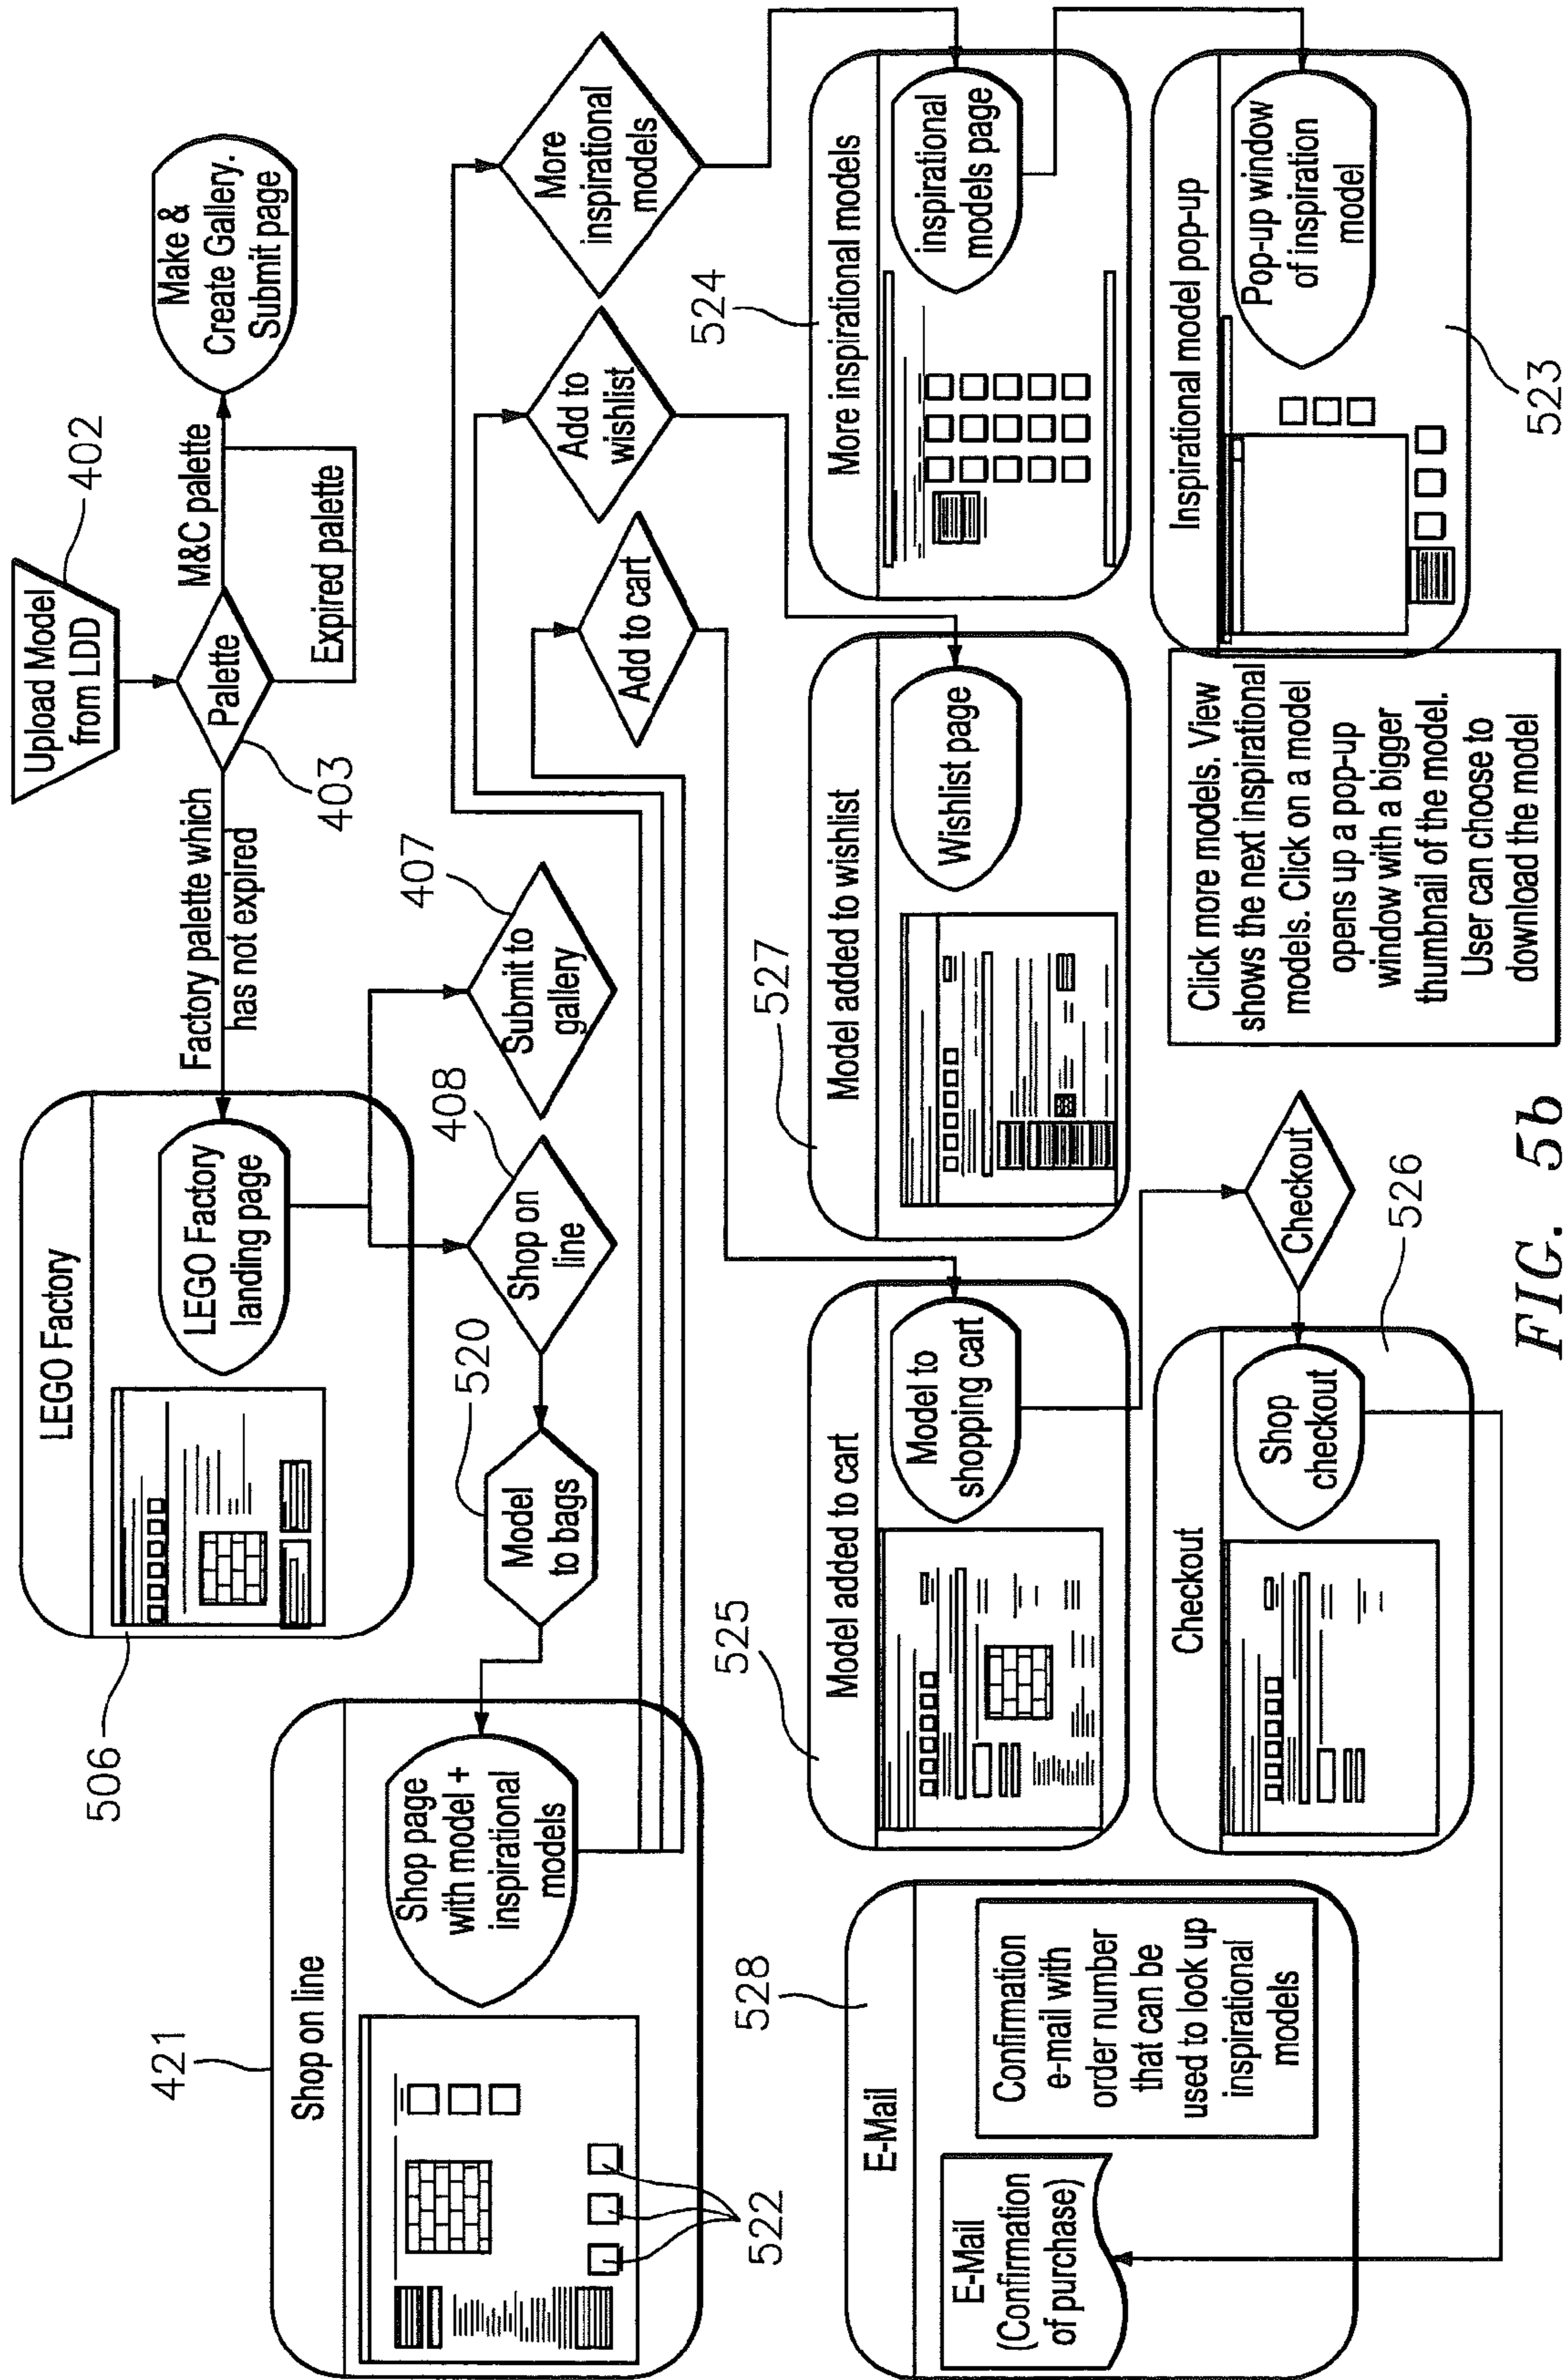 Upload Model
from LDD
402
Palette
403
M&C palette
Expired palette
Make &
Create Gallery.
Submit page
Factory palette which
has not expired
LEGO Factory
LEGO Factory
landing page
506
Submit to
gallery
407
Shop on
line
408
Model
to bags
520
Shop on line
421
Shop page
with model +
inspirational
models
522
Add to cart
Add to
wishlist
More
inspirational
models
Model added to cart
525
Model to
shopping cart
Model added to wishlist
527
Wishlist page
More inspirational models
524
inspirational
models page
E-Mail
528
E-Mail
(Confirmation
of purchase)
Confirmation
e-mail with
order number
that can be
used to look up
inspirational
models
Checkout
Shop
checkout
526
Checkout
Click more models. View
shows the next inspirational
models. Click on a model
opens up a pop-up
window with a bigger
thumbnail of the model.
User can choose to
download the model
Inspirational model pop-up
Pop-up window
of inspiration
model
523
FIG. 5b